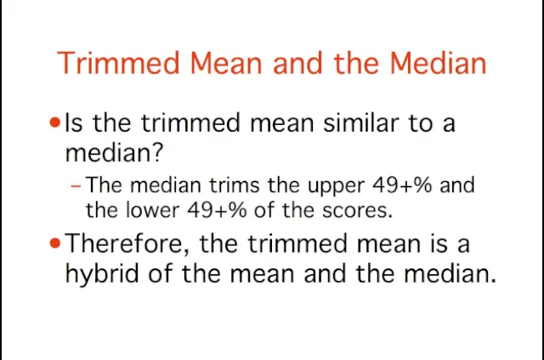 Trimmed Mean and the Median
•Is the trimmed mean similar to a
median?
– The median trims the upper 49+% and
the lower 49+% of the scores.
•Therefore, the trimmed mean is a
hybrid of the mean and the median.